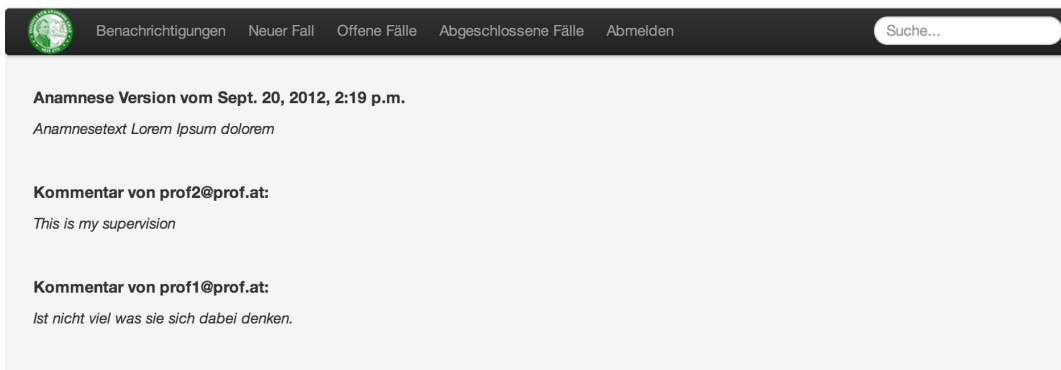 Benachrichtigungen Neuer Fall Offene Fälle Abgeschlossene Fälle Abmelden Suche...
Anamnese Version vom Sept. 20, 2012, 2:19 p.m.
Anamnesetext Lorem Ipsum dolorem
Kommentar von prof2@prof.at:
This is my supervision
Kommentar von prof1@prof.at:
Ist nicht viel was sie sich dabei denken.